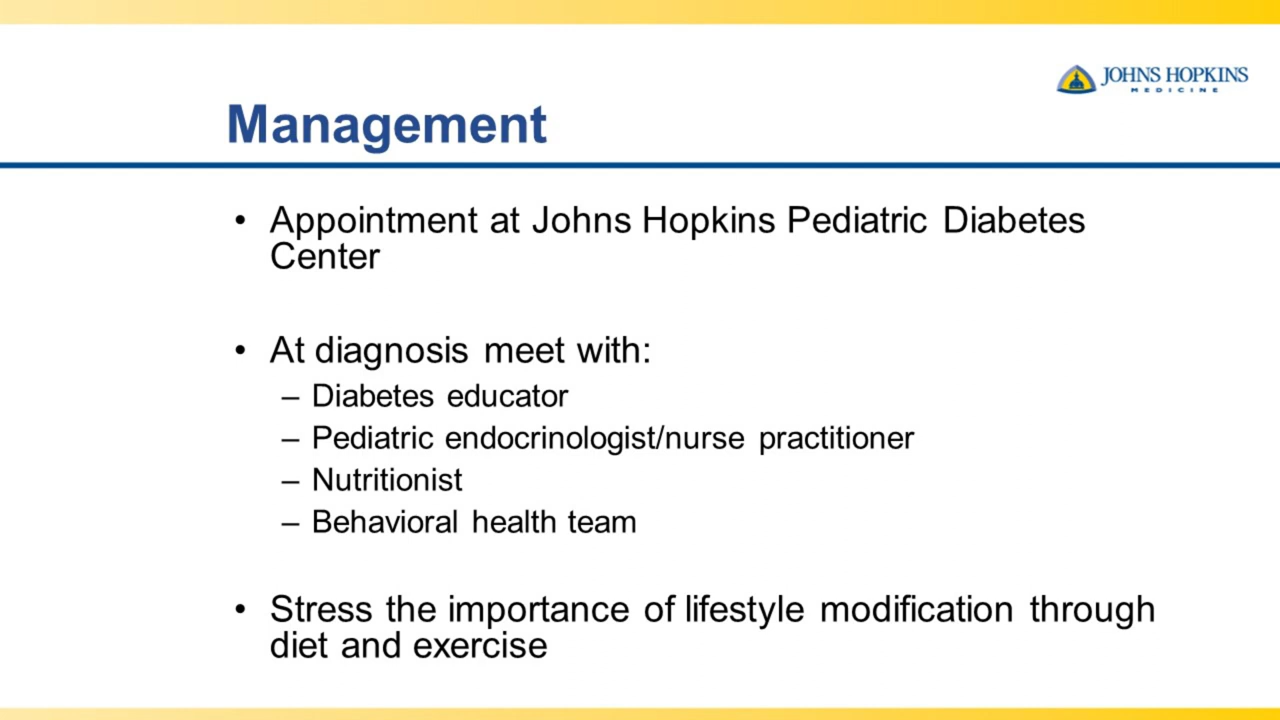 JOHNS HOPKINS
MEDICINE
Management
• Appointment at Johns Hopkins Pediatric Diabetes
Center
• At diagnosis meet with:
– Diabetes educator
– Pediatric endocrinologist/nurse practitioner
– Nutritionist
– Behavioral health team
• Stress the importance of lifestyle modification through
diet and exercise